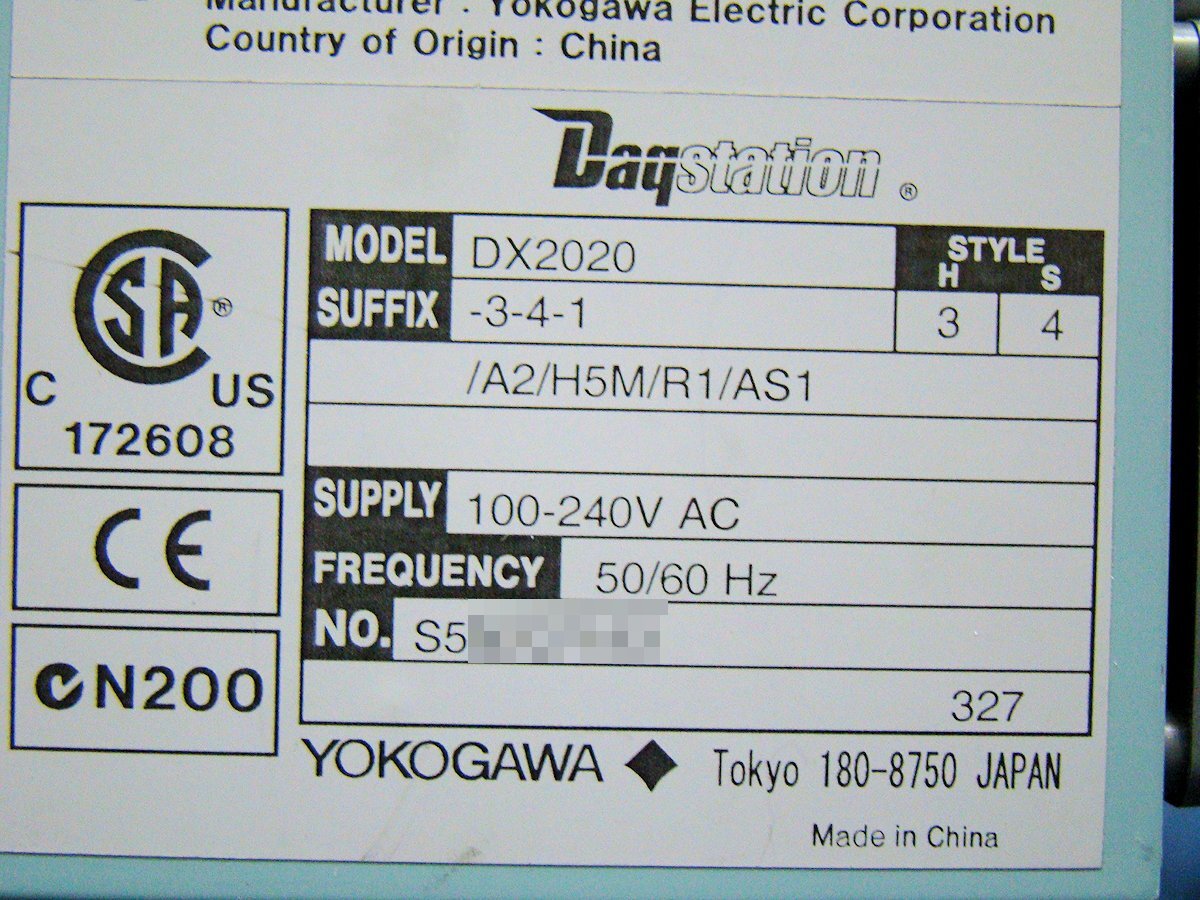 Manufacturer : Yokogawa Electric Corporation
Country of Origin : China
Daqstation ®
MODEL DX2020 STYLE
H S
SUFFIX -3-4-1 3 4
/A2/H5M/R1/AS1
SUPPLY 100-240V AC
FREQUENCY 50/60 Hz
NO. S5
327
CSA ®
C US
172608
CE
N200
YOKOGAWA ◆ Tokyo 180-8750 JAPAN
Made in China